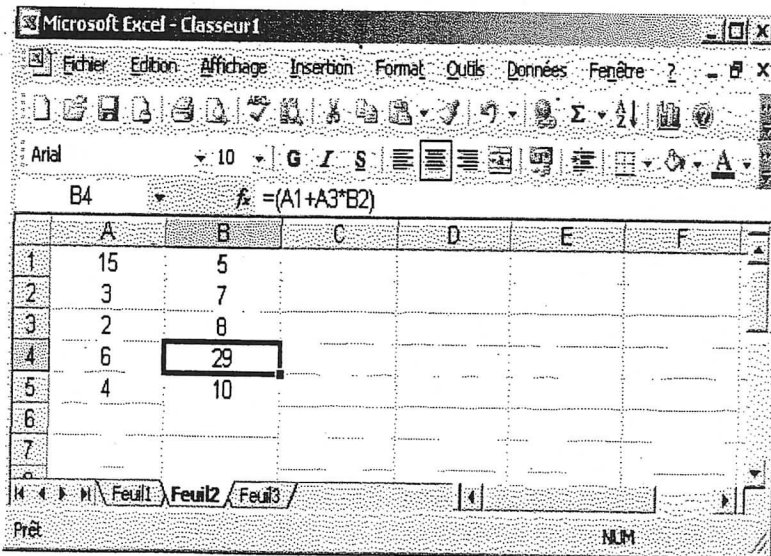 Microsoft Excel - Classeur1
Fichier Edition Affichage Insertion Format Outils Données Fenêtre ?
Arial 10 G I S
B4 fx =(A1+A3*B2)
A B C D E F
1 15 5
2 3 7
3 2 8
4 6 29
5 4 10
6
7
Feuil1 Feuil2 Feuil3
Prêt NUM